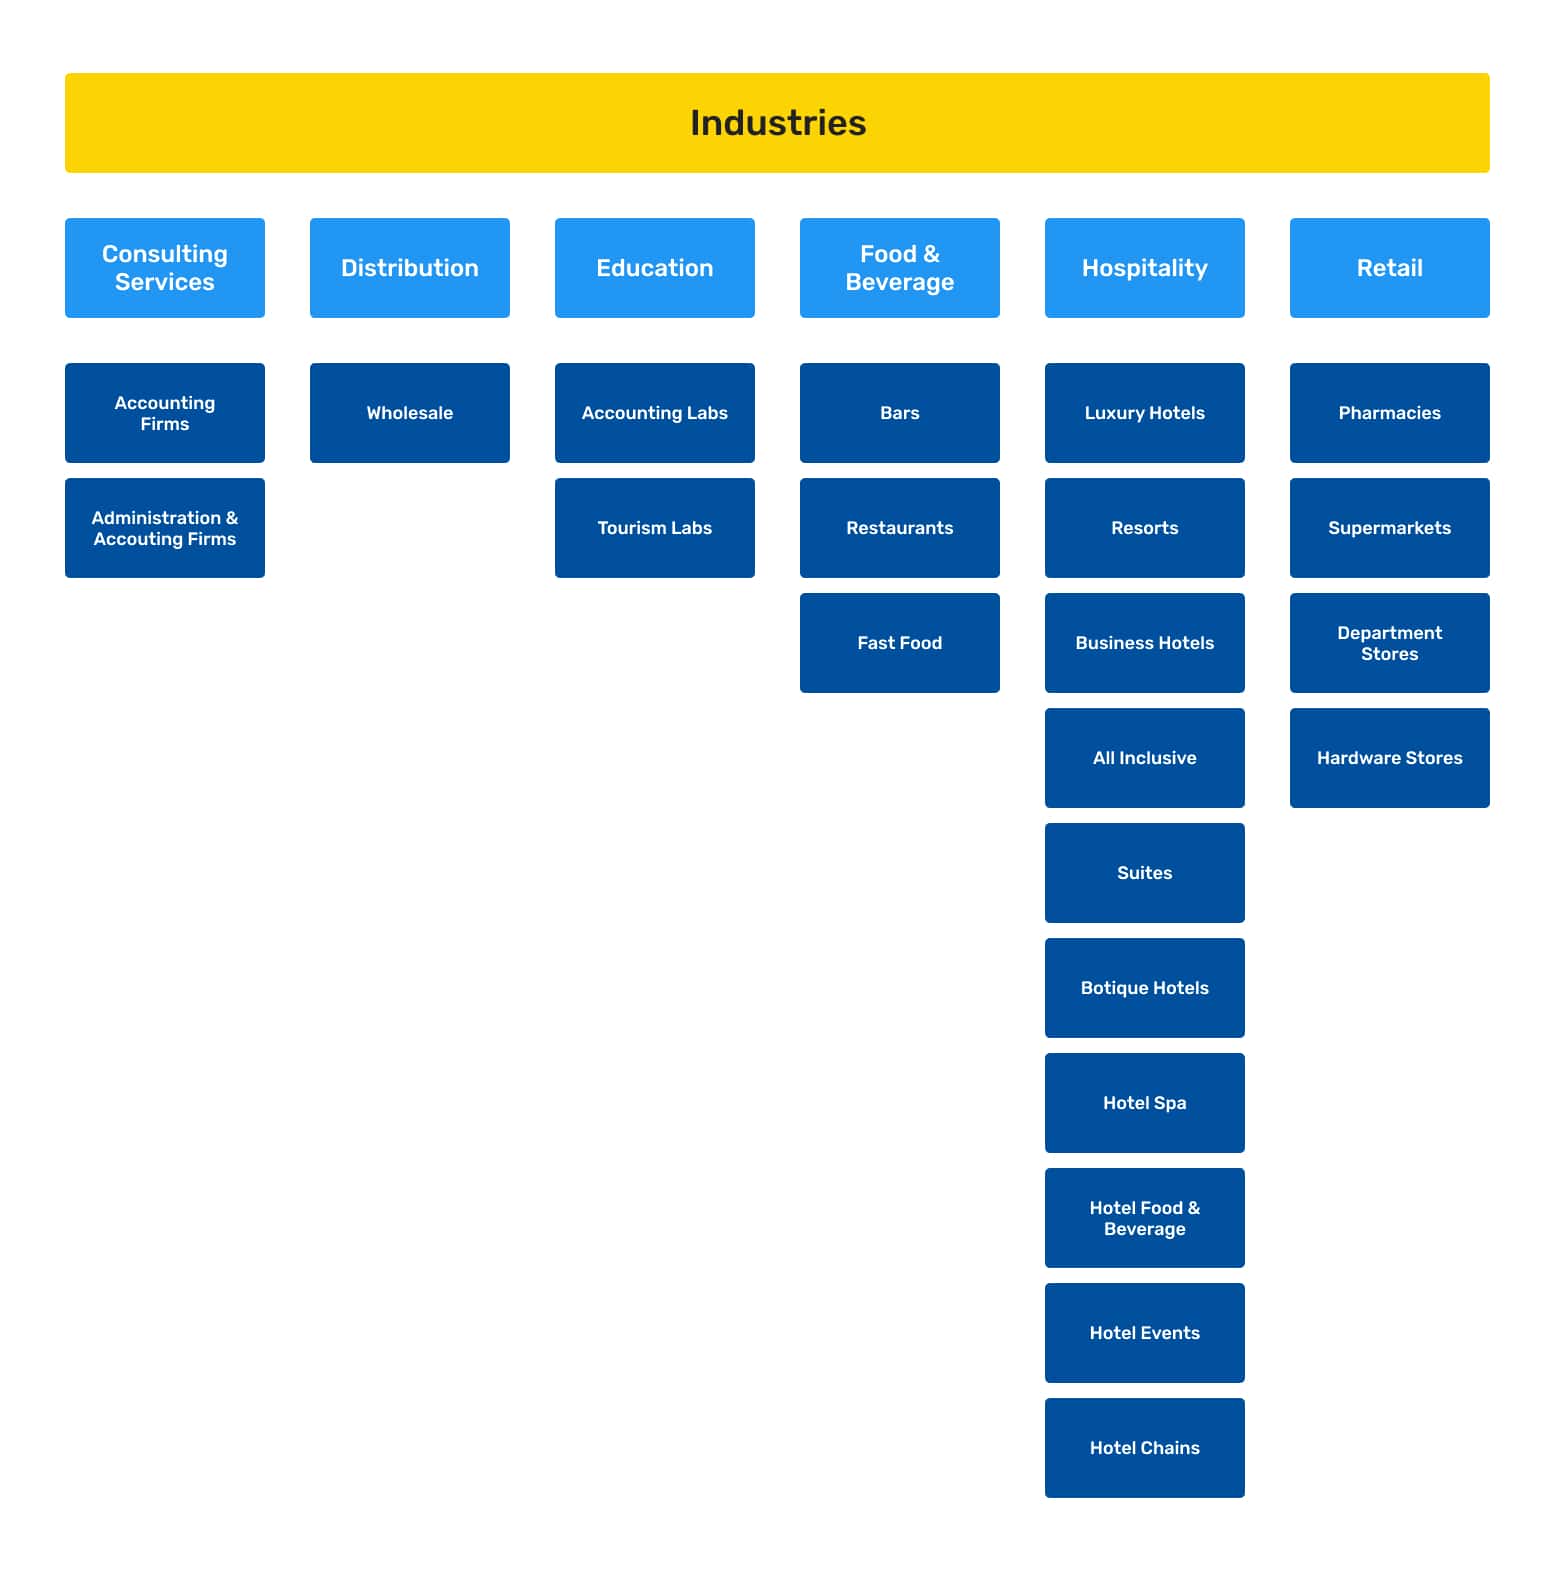 Industries
Consulting
Services
Distribution
Education
Food &
Beverage
Hospitality
Retail
Accounting
Firms
Wholesale
Accounting Labs
Bars
Luxury Hotels
Pharmacies
Administration &
Accouting Firms
Tourism Labs
Restaurants
Resorts
Supermarkets
Fast Food
Business Hotels
Department
Stores
All Inclusive
Hardware Stores
Suites
Botique Hotels
Hotel Spa
Hotel Food &
Beverage
Hotel Events
Hotel Chains